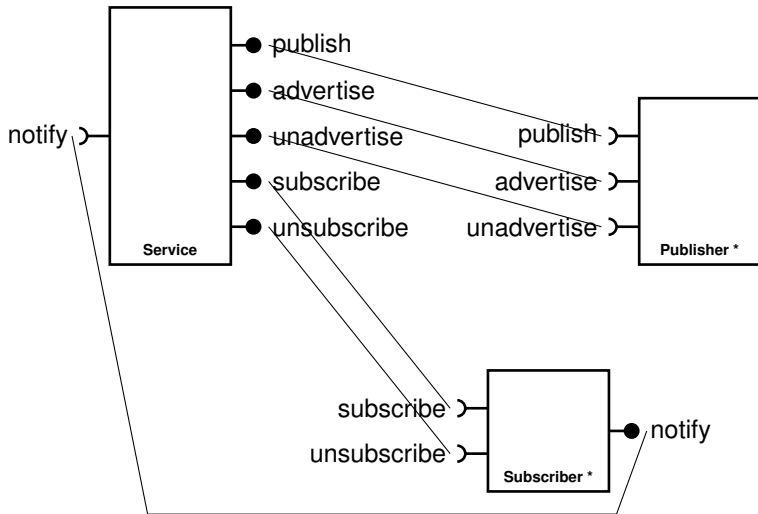 publish
advertise
notify
unadvertise
subscribe
unsubscribe
Service
publish
advertise
unadvertise
Publisher *
subscribe
unsubscribe
notify
Subscriber *